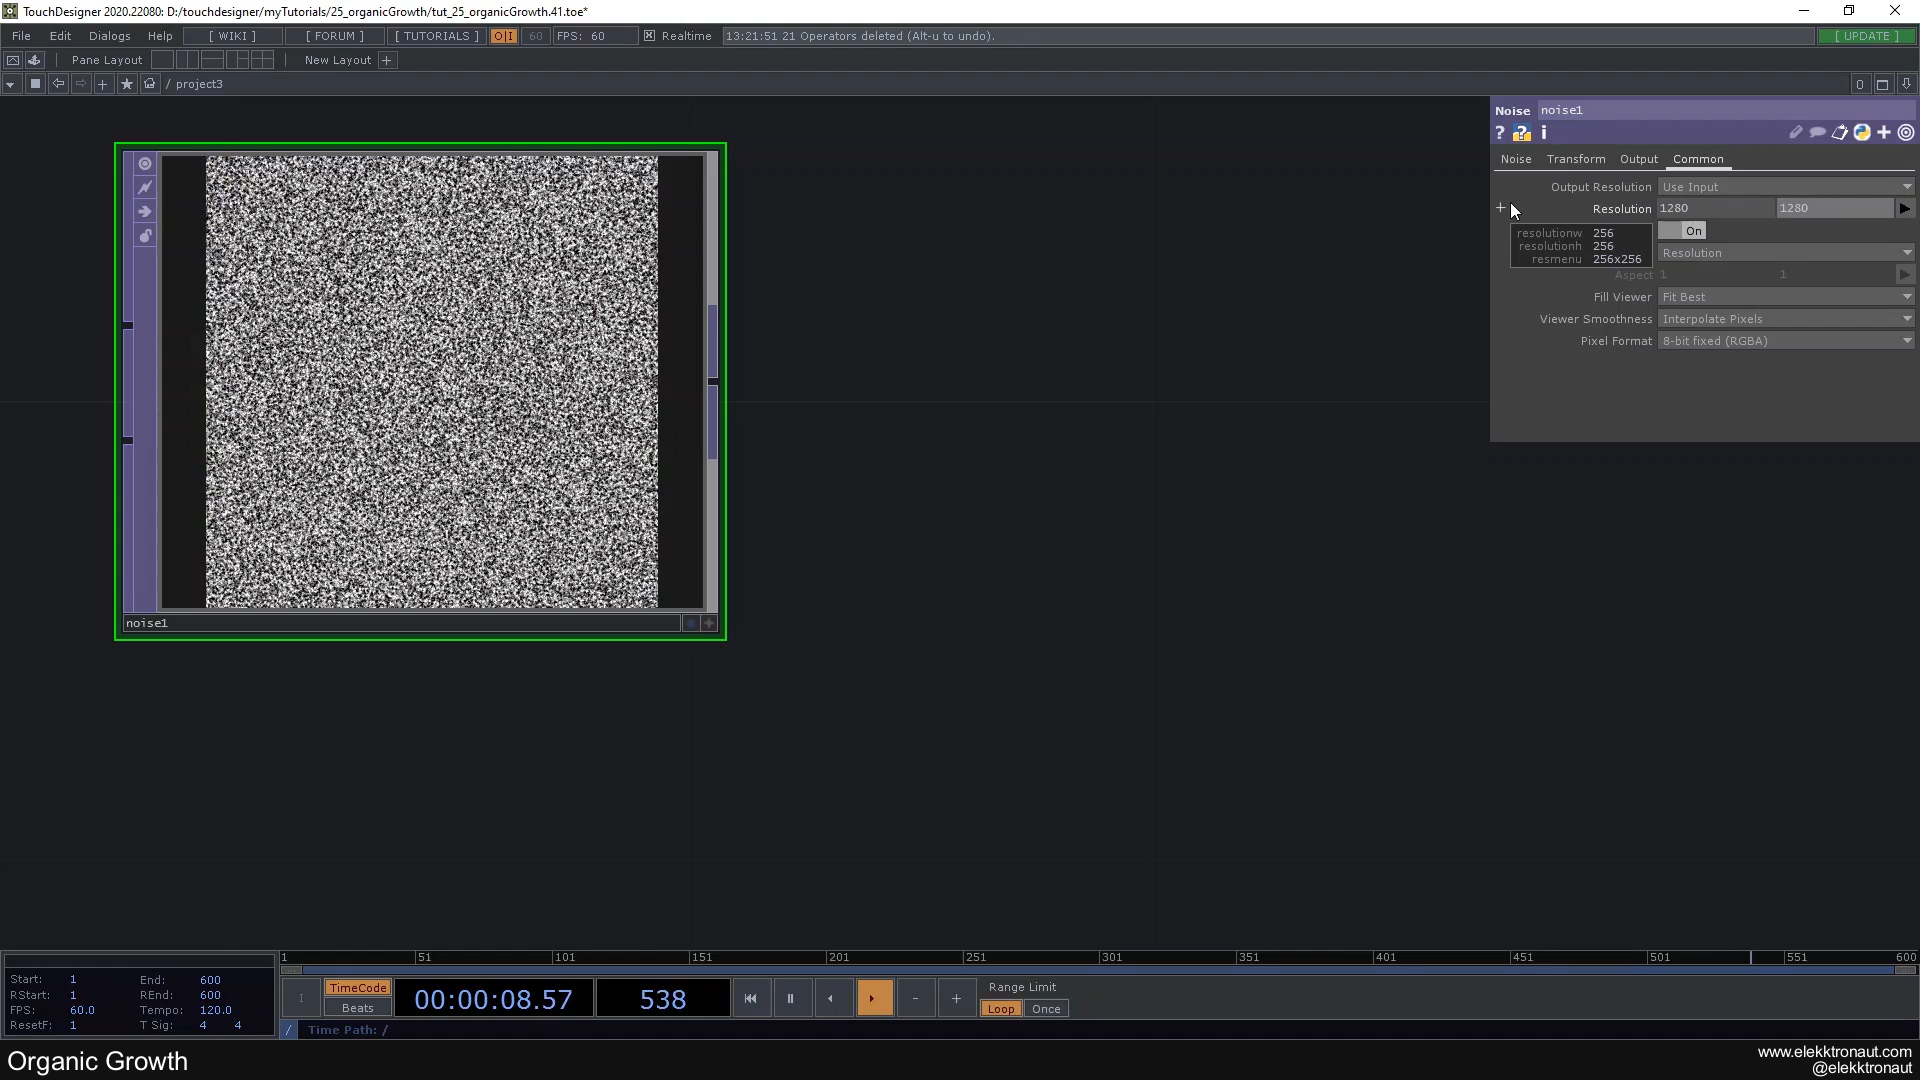 TouchDesigner 2020.22080: D:/touchdesigner/myTutorials/25_organicGrowth/tut_25_organicGrowth.41.toe*
File Edit Dialogs Help [ WIKI ] [ FORUM ] [ TUTORIALS ] O|I 60 FPS: 60 Realtime 13:21:51 21 Operators deleted (Alt-u to undo). [ UPDATE ]
Pane Layout New Layout +
/ project3 0
Noise noise1
? ? i
Noise Transform Output Common
Output Resolution Use Input
Resolution 1280 1280
resolutionw 256
resolutionh 256
resmenu 256x256
On
Resolution
Aspect 1 1
Fill Viewer Fit Best
Viewer Smoothness Interpolate Pixels
Pixel Format 8-bit fixed (RGBA)
noise1
1 51 101 151 201 251 301 351 401 451 501 551 600
Start: 1 End: 600
RStart: 1 REnd: 600
FPS: 60.0 Tempo: 120.0
ResetF: 1 T Sig: 4 4
I TimeCode Beats 00:00:08.57 538 - + Range Limit
Loop Once
/ Time Path: /
Organic Growth
www.elekktronaut.com
@elekktronaut